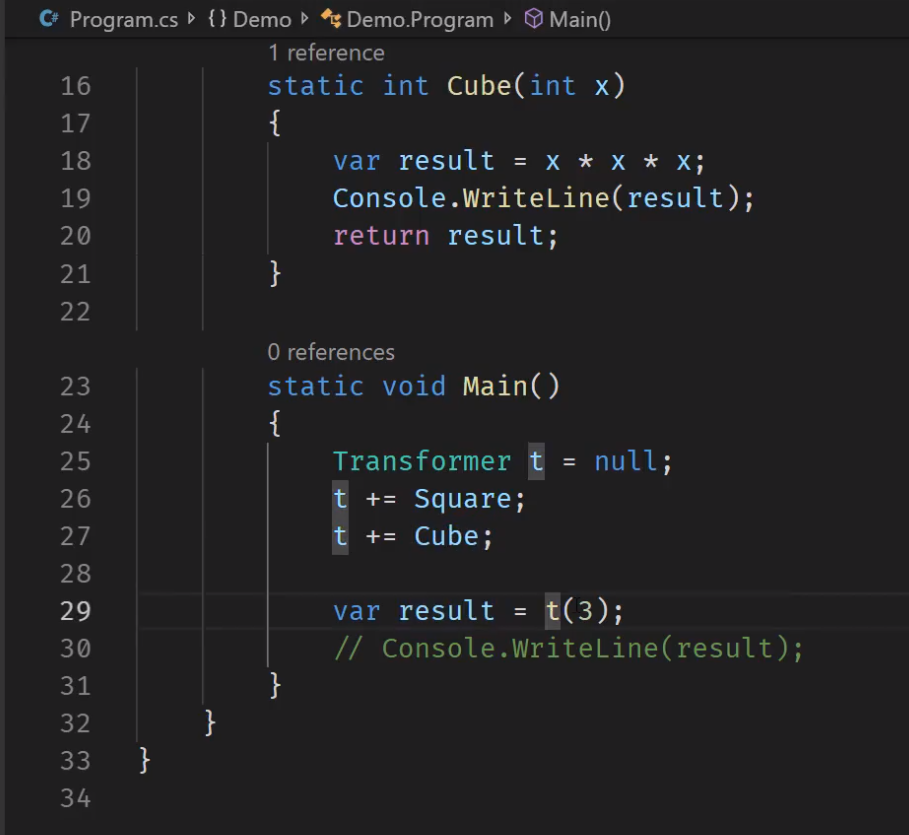 Program.cs > {} Demo > Demo.Program > Main()
1 reference
16 static int Cube(int x)
17 {
18 var result = x * x * x;
19 Console.WriteLine(result);
20 return result;
21 }
22
0 references
23 static void Main()
24 {
25 Transformer t = null;
26 t += Square;
27 t += Cube;
28
29 var result = t(3);
30 // Console.WriteLine(result);
31 }
32 }
33 }
34